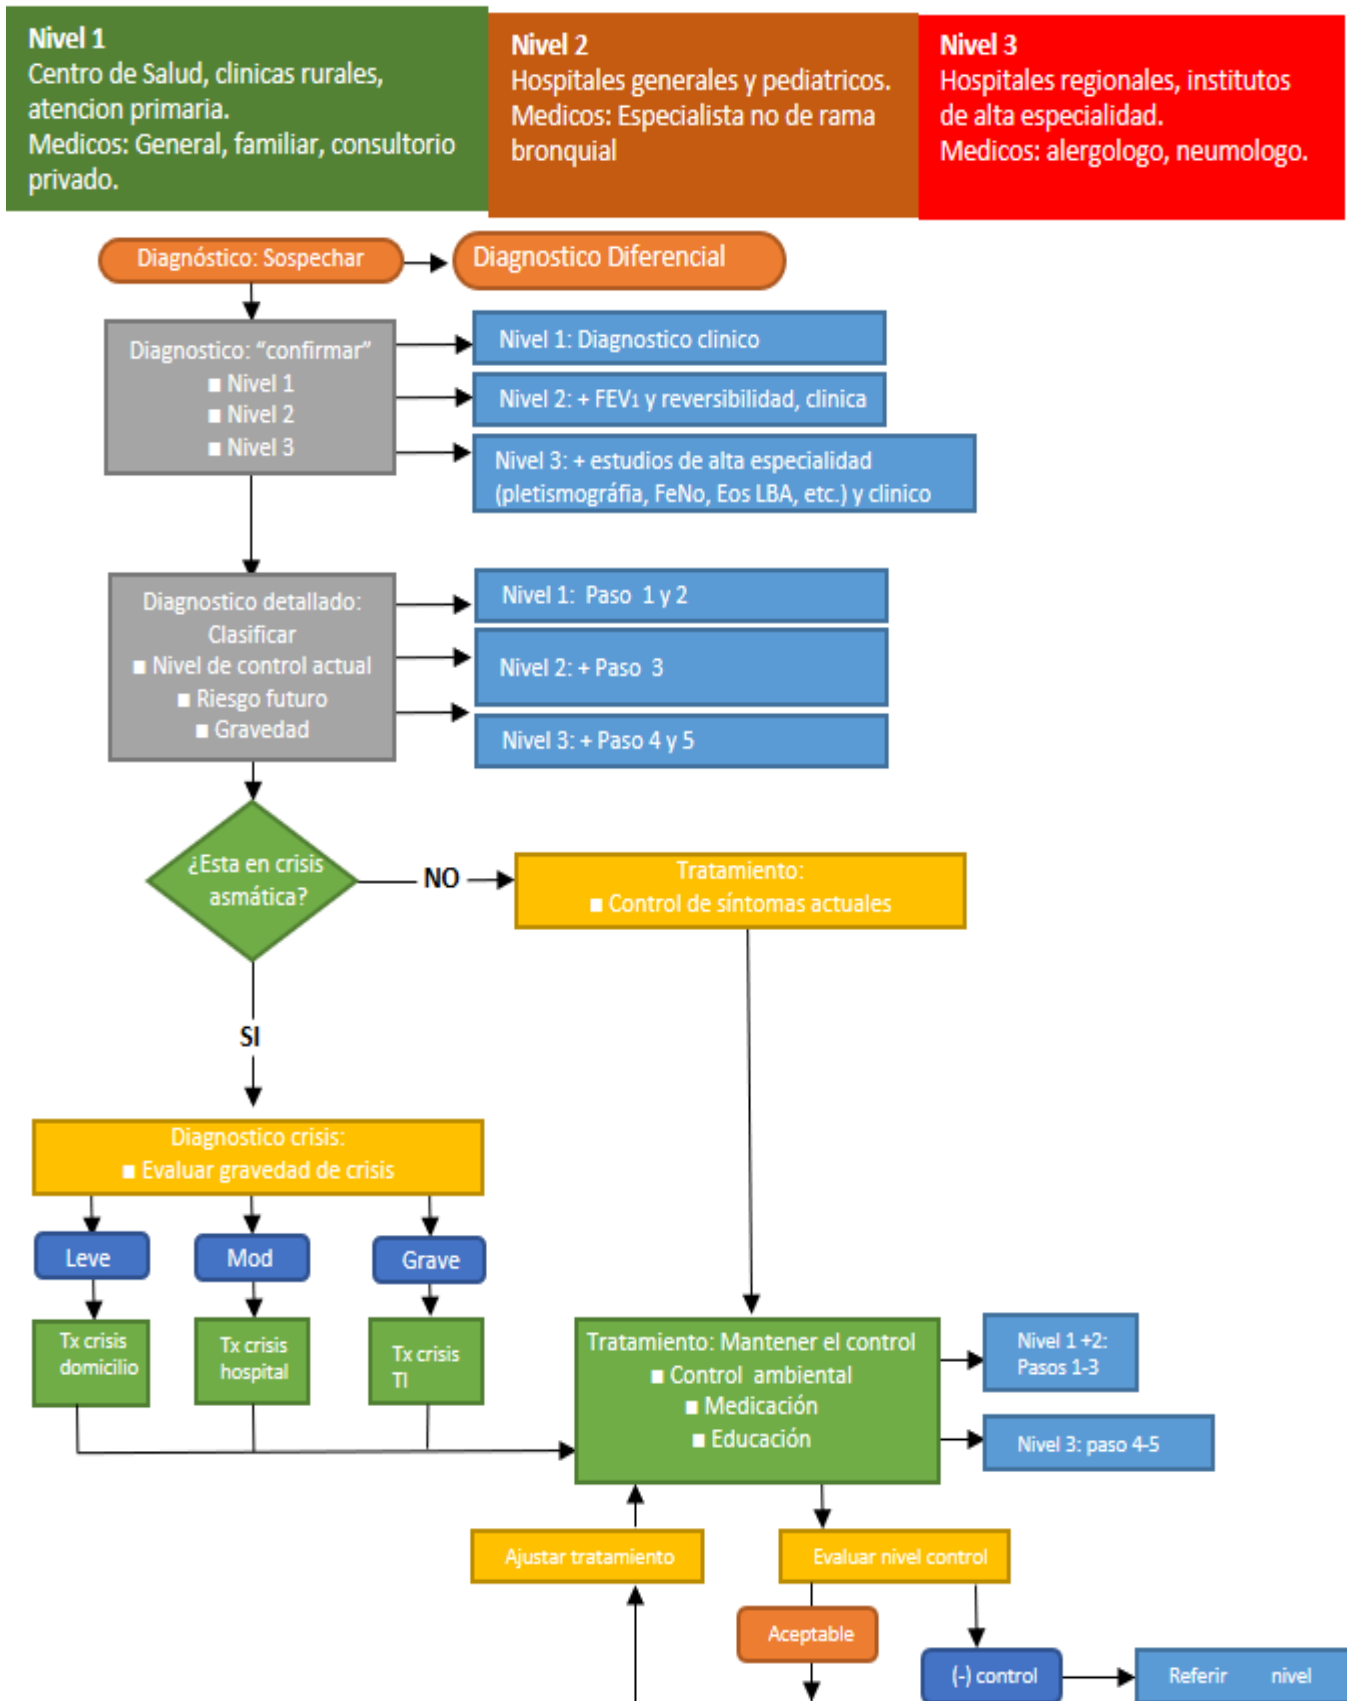 Nivel 1
Centro de Salud, clinicas rurales,
atencion primaria.
Medicos: General, familiar, consultorio
privado.
Nivel 2
Hospitales generales y pediatricos.
Medicos: Especialista no de rama
bronquial
Nivel 3
Hospitales regionales, institutos
de alta especialidad.
Medicos: alergologo, neumologo.
Diagnóstico: Sospechar
Diagnostico Diferencial
Diagnostico: “confirmar”
■ Nivel 1
■ Nivel 2
■ Nivel 3
Nivel 1: Diagnostico clinico
Nivel 2: + FEV₁ y reversibilidad, clinica
Nivel 3: + estudios de alta especialidad
(pletismográfia, FeNo, Eos LBA, etc.) y clinico
Diagnostico detallado:
Clasificar
■ Nivel de control actual
■ Riesgo futuro
■ Gravedad
Nivel 1: Paso 1 y 2
Nivel 2: + Paso 3
Nivel 3: + Paso 4 y 5
¿Esta en crisis
asmática?
NO
Tratamiento:
■ Control de síntomas actuales
SI
Diagnostico crisis:
■ Evaluar gravedad de crisis
Leve
Mod
Grave
Tx crisis
domicilio
Tx crisis
hospital
Tx crisis
TI
Tratamiento: Mantener el control
■ Control ambiental
■ Medicación
■ Educación
Nivel 1 +2:
Pasos 1-3
Nivel 3: paso 4-5
Ajustar tratamiento
Evaluar nivel control
Aceptable
(-) control
Referir nivel